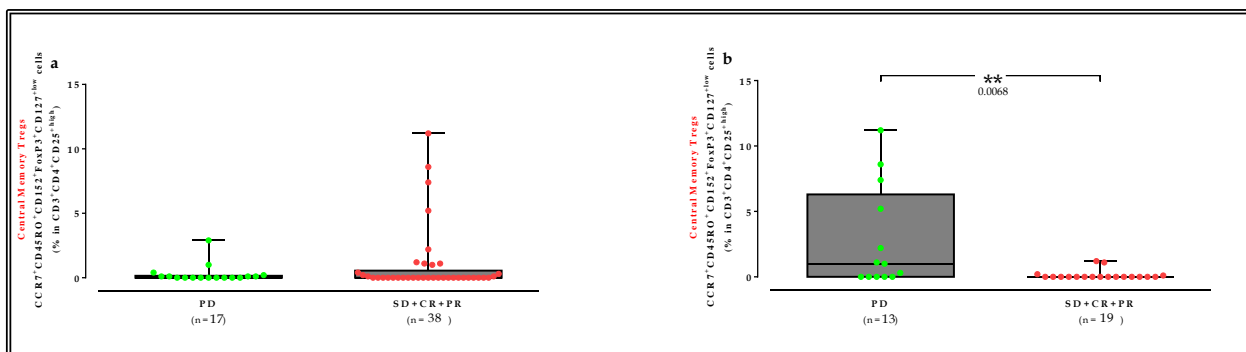 a
Central Memory Tregs
CCR7+CD45RO+CD152+FoxP3+CD127+low cells
(% in CD3+CD4+CD25+high)
15
10
5
0
PD
(n=17)
SD+CR+PR
(n= 38 )
b
Central Memory Tregs
CCR7+CD45RO+CD152+FoxP3+CD127+low cells
(% in CD3+CD4+CD25+high)
15
10
5
0
**
0.0068
PD
(n=13)
SD+CR+PR
(n= 19 )